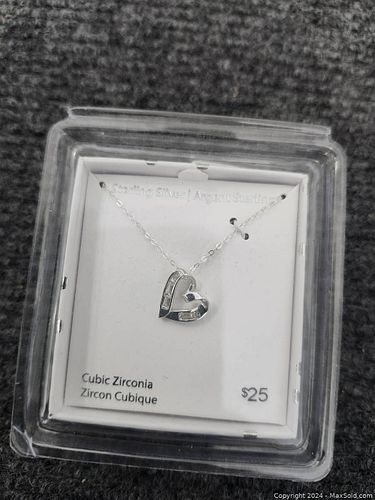 Sterling Silver | Argent Sterling
Cubic Zirconia
Zircon Cubique
$25
Copyright 2024 - MaxSold.com